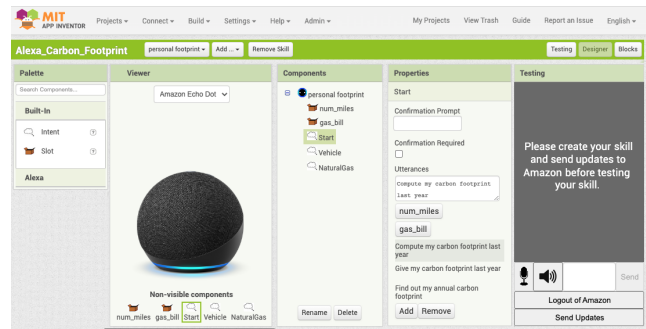 MIT
APP INVENTOR
Projects Connect Build Settings Help Admin My Projects View Trash Guide Report an Issue English
Alexa_Carbon_Footprint personal footprint Add ... Remove Skill Testing Designer Blocks
Palette
Search Components...
Built-In
Intent
Slot
Alexa
Viewer
Amazon Echo Dot
Non-visible components
num_miles gas_bill Start Vehicle NaturalGas
Components
personal footprint
num_miles
gas_bill
Start
Vehicle
NaturalGas
Rename Delete
Properties
Start
Confirmation Prompt
Confirmation Required
Utterances
Compute my carbon footprint
last year
num_miles
gas_bill
Compute my carbon footprint last
year
Give my carbon footprint last year
Find out my annual carbon
footprint
Add Remove
Testing
Please create your skill
and send updates to
Amazon before testing
your skill.
Send
Logout of Amazon
Send Updates